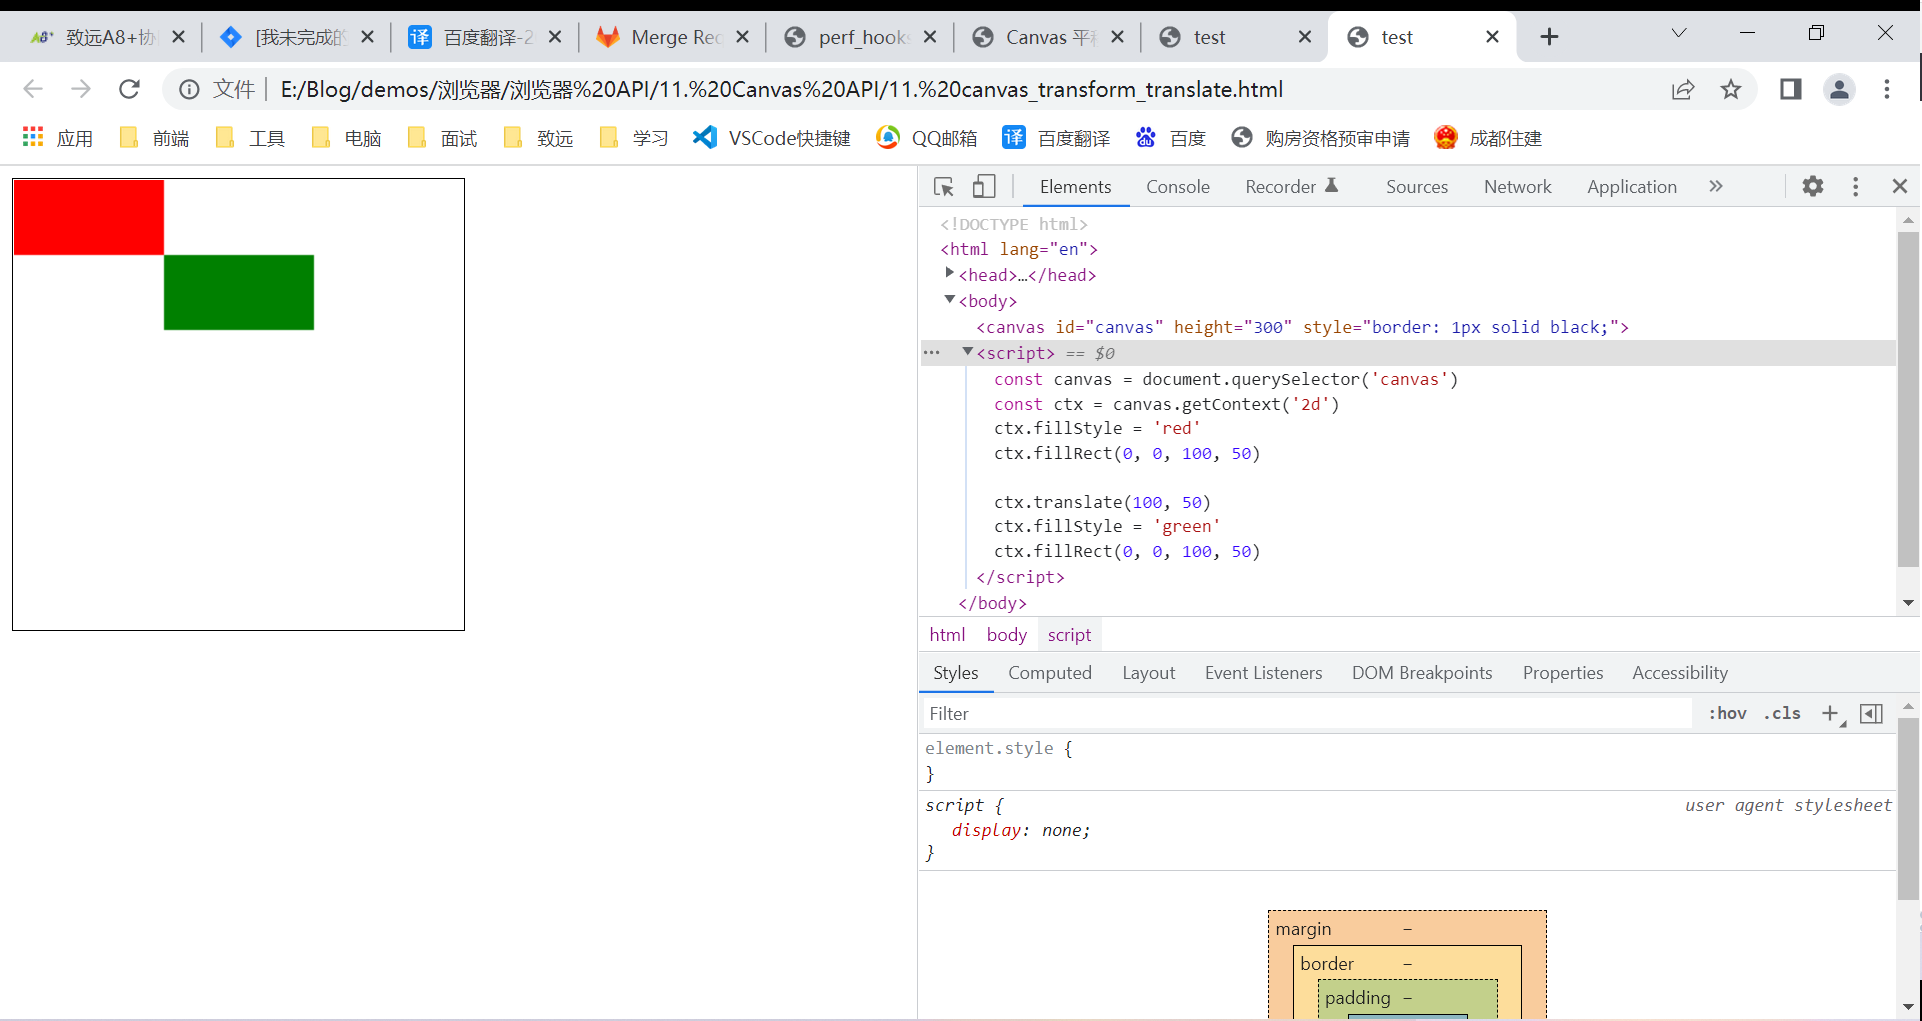 致远A8+协
[我未完成的
百度翻译-2
Merge Rec
perf_hooks
Canvas 平移
test
test
文件 E:/Blog/demos/浏览器/浏览器%20API/11.%20Canvas%20API/11.%20canvas_transform_translate.html
应用 前端 工具 电脑 面试 致远 学习 VSCode快捷键 QQ邮箱 译 百度翻译 百度 购房资格预审申请 成都住建
Elements Console Recorder Sources Network Application »
<!DOCTYPE html>
<html lang="en">
<head>…</head>
<body>
<canvas id="canvas" height="300" style="border: 1px solid black;">
… <script> == $0
const canvas = document.querySelector('canvas')
const ctx = canvas.getContext('2d')
ctx.fillStyle = 'red'
ctx.fillRect(0, 0, 100, 50)
ctx.translate(100, 50)
ctx.fillStyle = 'green'
ctx.fillRect(0, 0, 100, 50)
</script>
</body>
html body script
Styles Computed Layout Event Listeners DOM Breakpoints Properties Accessibility
Filter :hov .cls
element.style {
}
script { user agent stylesheet
display: none;
}
margin –
border –
padding –